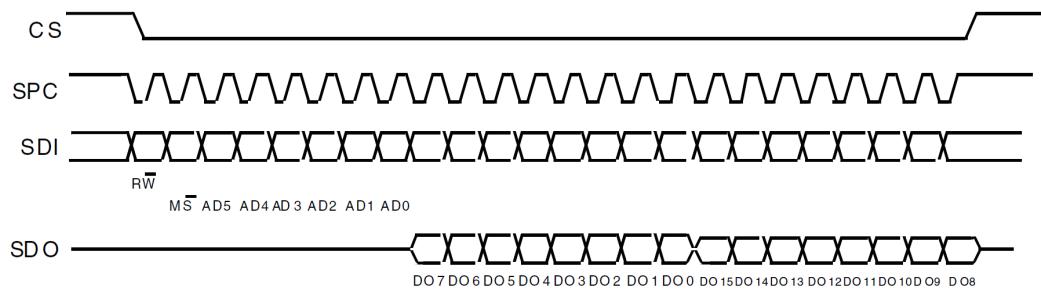 CS
SPC
SDI
RW
MS AD5 AD4 AD3 AD2 AD1 AD0
SDO
DO7 DO6 DO5 DO4 DO3 DO2 DO1 DO0 DO15 DO14 DO13 DO12 DO11 DO10 DO9 DO8